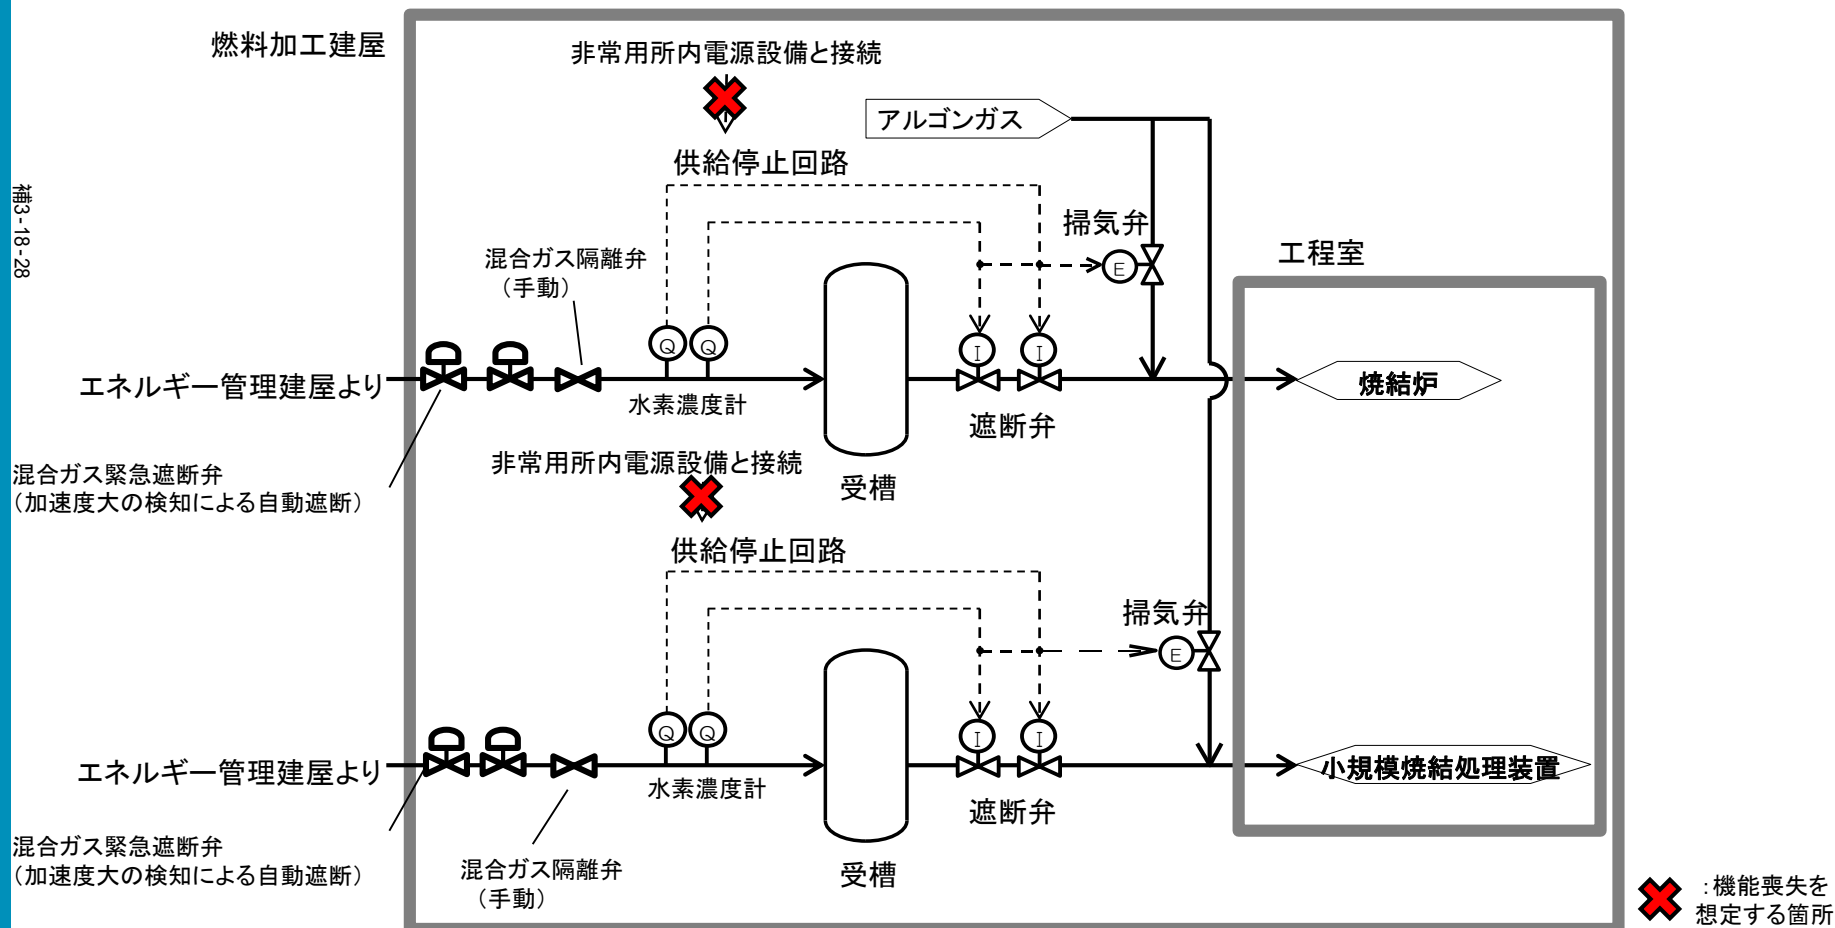 燃料加工建屋
非常用所内電源設備と接続
アルゴンガス
供給停止回路
掃気弁
工程室
混合ガス隔離弁
（手動）
Q
Q
E
I
I
エネルギー管理建屋より
水素濃度計
遮断弁
焼結炉
混合ガス緊急遮断弁
（加速度大の検知による自動遮断）
受槽
非常用所内電源設備と接続
供給停止回路
掃気弁
E
Q
Q
I
I
エネルギー管理建屋より
水素濃度計
遮断弁
小規模焼結処理装置
混合ガス緊急遮断弁
（加速度大の検知による自動遮断）
混合ガス隔離弁
（手動）
受槽
：機能喪失を
想定する箇所
補3-18-28